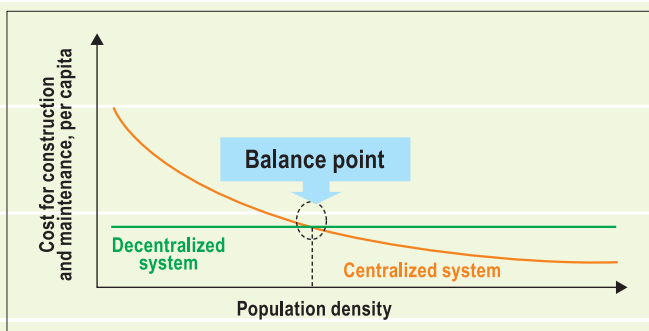 Cost for construction
and maintenance, per capita
Balance point
Decentralized
system
Centralized system
Population density